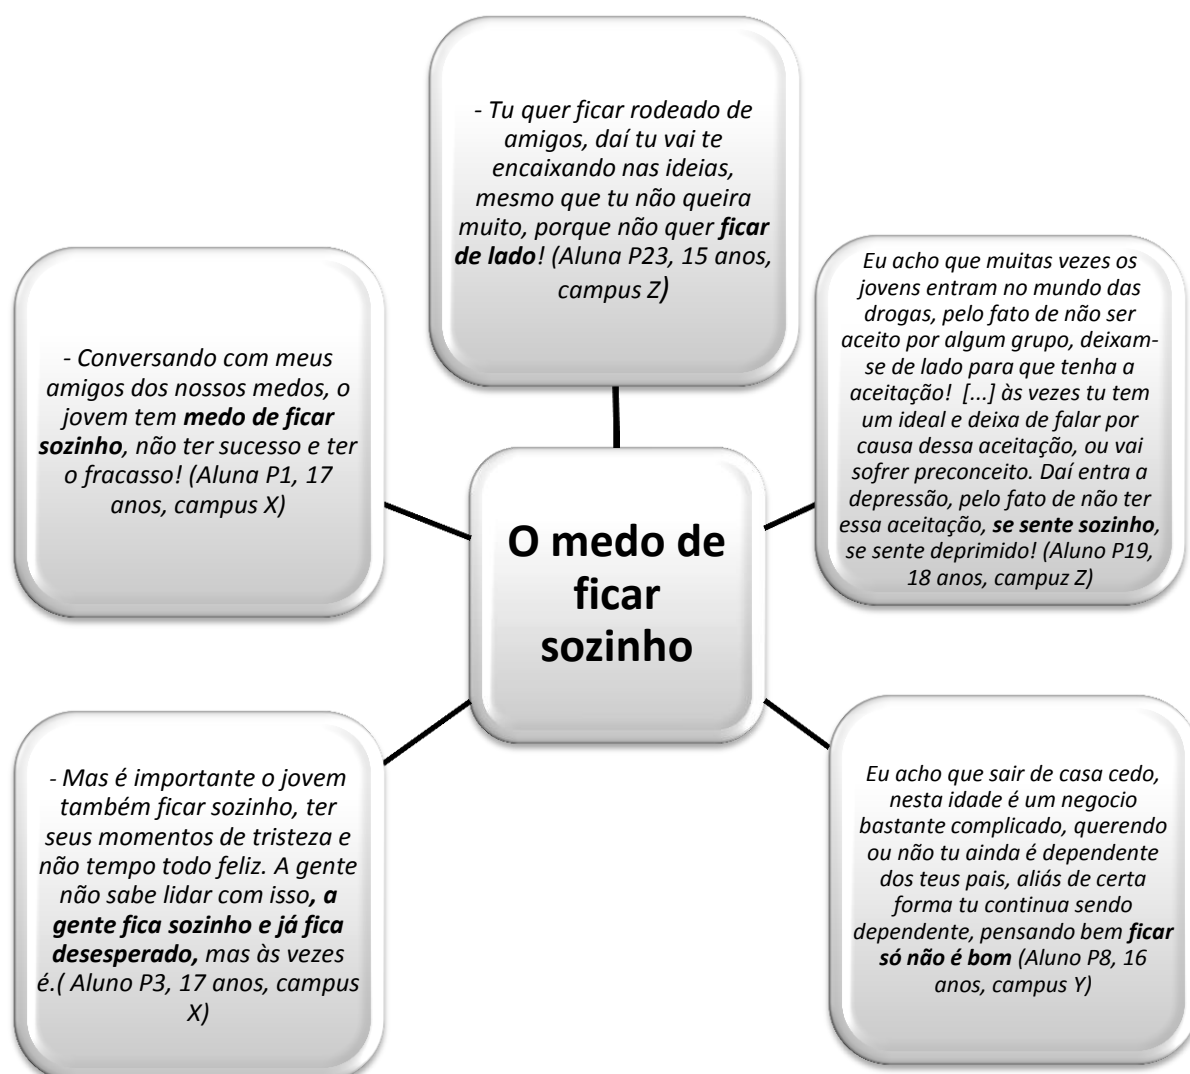 - Tu quer ficar rodeado de
amigos, daí tu vai te
encaixando nas ideias,
mesmo que tu não queira
muito, porque não quer ficar
de lado! (Aluna P23, 15 anos,
campus Z)
- Conversando com meus
amigos dos nossos medos, o
jovem tem medo de ficar
sozinho, não ter sucesso e ter
o fracasso! (Aluna P1, 17
anos, campus X)
Eu acho que muitas vezes os
jovens entram no mundo das
drogas, pelo fato de não ser
aceito por algum grupo, deixam-
se de lado para que tenha a
aceitação! [...] às vezes tu tem
um ideal e deixa de falar por
causa dessa aceitação, ou vai
sofrer preconceito. Daí entra a
depressão, pelo fato de não ter
essa aceitação, se sente sozinho,
se sente deprimido! (Aluno P19,
18 anos, campuz Z)
O medo de
ficar
sozinho
- Mas é importante o jovem
também ficar sozinho, ter
seus momentos de tristeza e
não tempo todo feliz. A gente
não sabe lidar com isso, a
gente fica sozinho e já fica
desesperado, mas às vezes
é.( Aluno P3, 17 anos, campus
X)
Eu acho que sair de casa cedo,
nesta idade é um negocio
bastante complicado, querendo
ou não tu ainda é dependente
dos teus pais, aliás de certa
forma tu continua sendo
dependente, pensando bem ficar
só não é bom (Aluno P8, 16
anos, campus Y)